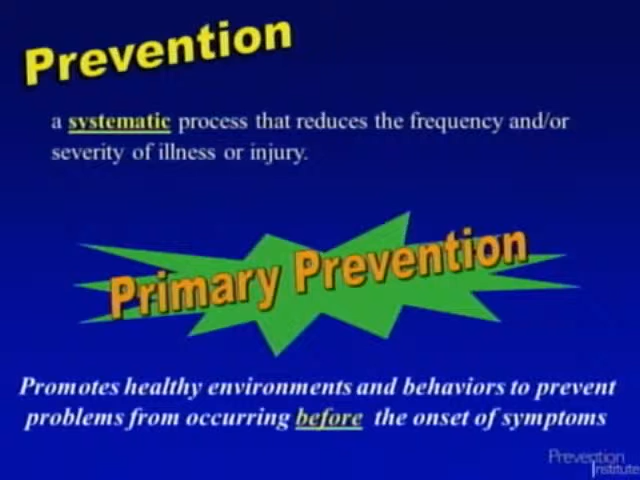 Prevention
a systematic process that reduces the frequency and/or
severity of illness or injury.
Primary Prevention
Promotes healthy environments and behaviors to prevent
problems from occurring before the onset of symptoms
Prevention
Institute